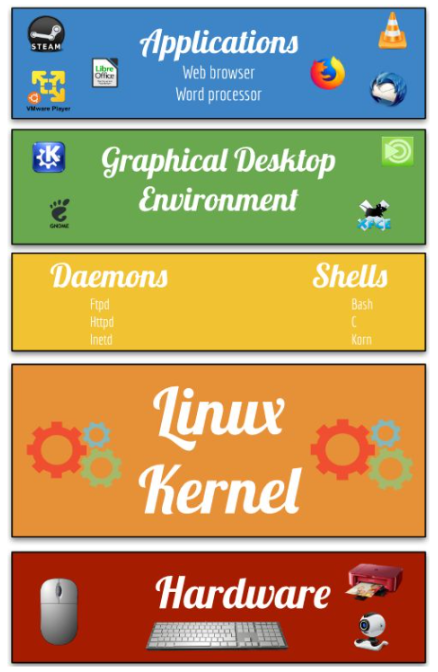 Applications
Web browser
Word processor
STEAM
Libre
Office
VMware Player
Graphical Desktop
Environment
K
GNOME
XFCE
Daemons
Ftpd
Httpd
Inetd
Shells
Bash
C
Korn
Linux
Kernel
Hardware